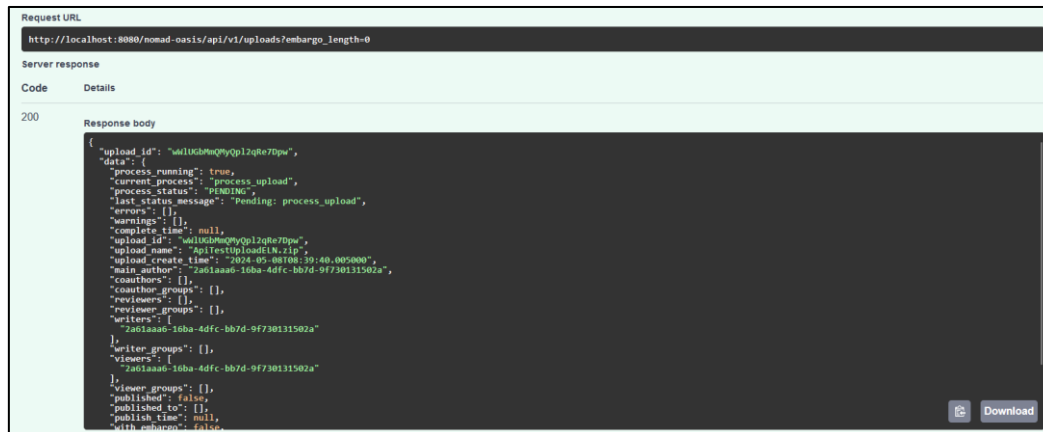 Request URL
http://localhost:8080/nomad-oasis/api/v1/uploads?embargo_length=0
Server response
Code Details
200
Response body
{
"upload_id": "wWlUGbMmQMyQpl2qRe7Dpw",
"data": {
"process_running": true,
"current_process": "process_upload",
"process_status": "PENDING",
"last_status_message": "Pending: process_upload",
"errors": [],
"warnings": [],
"complete_time": null,
"upload_id": "wWlUGbMmQMyQpl2qRe7Dpw",
"upload_name": "ApiTestUploadELN.zip",
"upload_create_time": "2024-05-08T08:39:40.005000",
"main_author": "2a61aaa6-16ba-4dfc-bb7d-9f730131502a",
"coauthors": [],
"coauthor_groups": [],
"reviewers": [],
"reviewer_groups": [],
"writers": [
"2a61aaa6-16ba-4dfc-bb7d-9f730131502a"
],
"writer_groups": [],
"viewers": [
"2a61aaa6-16ba-4dfc-bb7d-9f730131502a"
],
"viewer_groups": [],
"published": false,
"published_to": [],
"publish_time": null,
"with_embargo": false,
Download